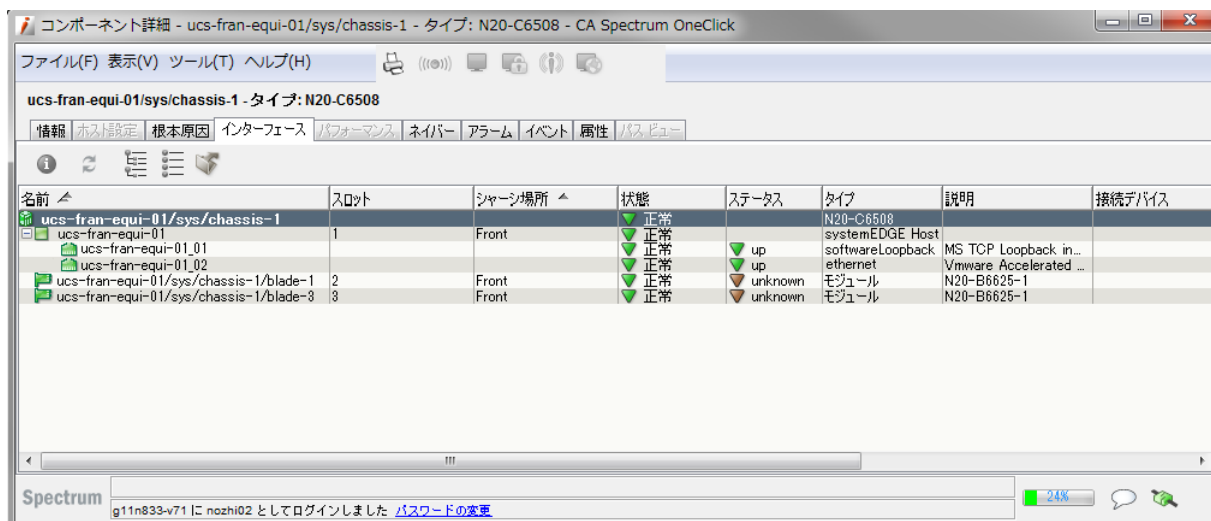 コンポーネント詳細 - ucs-fran-equi-01/sys/chassis-1 - タイプ: N20-C6508 - CA Spectrum OneClick
ファイル(F) 表示(V) ツール(T) ヘルプ(H)
ucs-fran-equi-01/sys/chassis-1 - タイプ: N20-C6508
情報 ホスト設定 根本原因 インターフェース パフォーマンス ネイバー アラーム イベント 属性 パス ビュー
名前 スロット シャーシ場所 状態 ステータス タイプ 説明 接続デバイス
ucs-fran-equi-01/sys/chassis-1 正常 N20-C6508
ucs-fran-equi-01 1 Front 正常 systemEDGE Host
ucs-fran-equi-01_01 正常 up softwareLoopback MS TCP Loopback in...
ucs-fran-equi-01_02 正常 up ethernet Vmware Accelerated ...
ucs-fran-equi-01/sys/chassis-1/blade-1 2 Front 正常 unknown モジュール N20-B6625-1
ucs-fran-equi-01/sys/chassis-1/blade-3 3 Front 正常 unknown モジュール N20-B6625-1
Spectrum 24%
g11n833-v71 に nozhi02 としてログインしました パスワードの変更